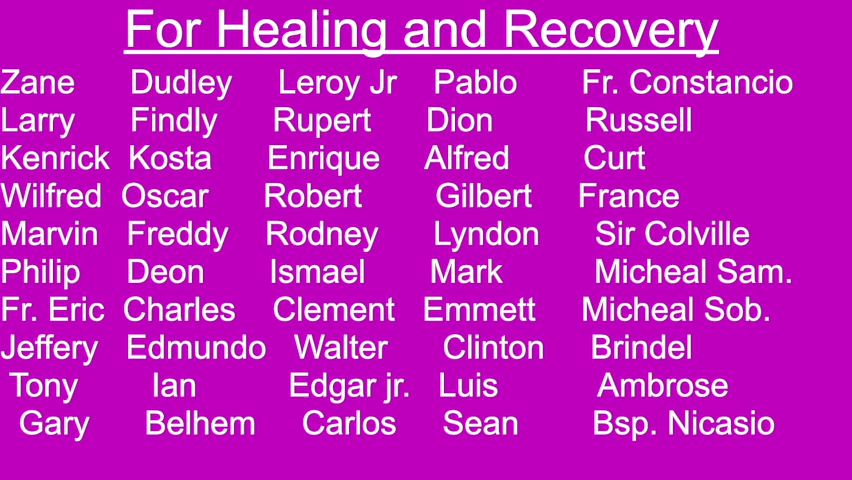 For Healing and Recovery
Zane Dudley Leroy Jr Pablo Fr. Constancio
Larry Findly Rupert Dion Russell
Kenrick Kosta Enrique Alfred Curt
Wilfred Oscar Robert Gilbert France
Marvin Freddy Rodney Lyndon Sir Colville
Philip Deon Ismael Mark Micheal Sam.
Fr. Eric Charles Clement Emmett Micheal Sob.
Jeffery Edmundo Walter Clinton Brindel
Tony Ian Edgar jr. Luis Ambrose
Gary Belhem Carlos Sean Bsp. Nicasio